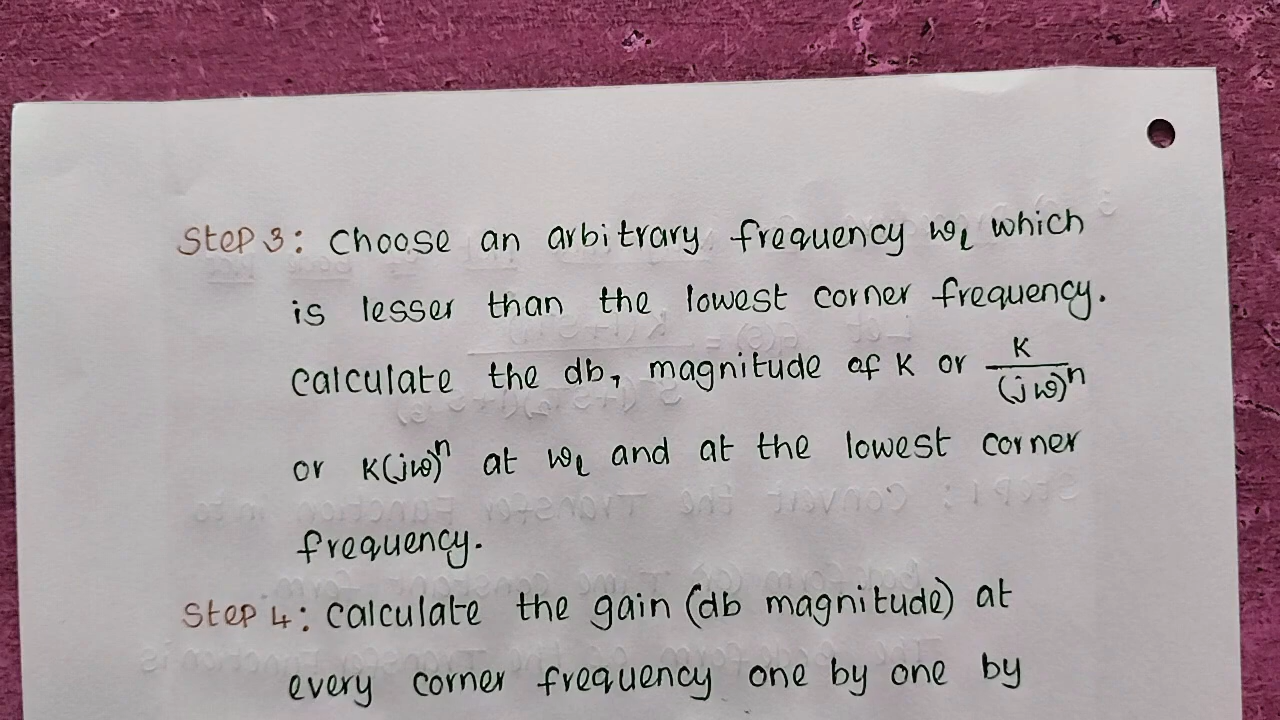 Step 3: Choose an arbitrary frequency ωₗ which
is lesser than the lowest corner frequency.
Calculate the db, magnitude of K or K/(jω)ⁿ
or K(jω)ⁿ at ωₗ and at the lowest corner
frequency.
Step 4: Calculate the gain (db magnitude) at
every corner frequency one by one by